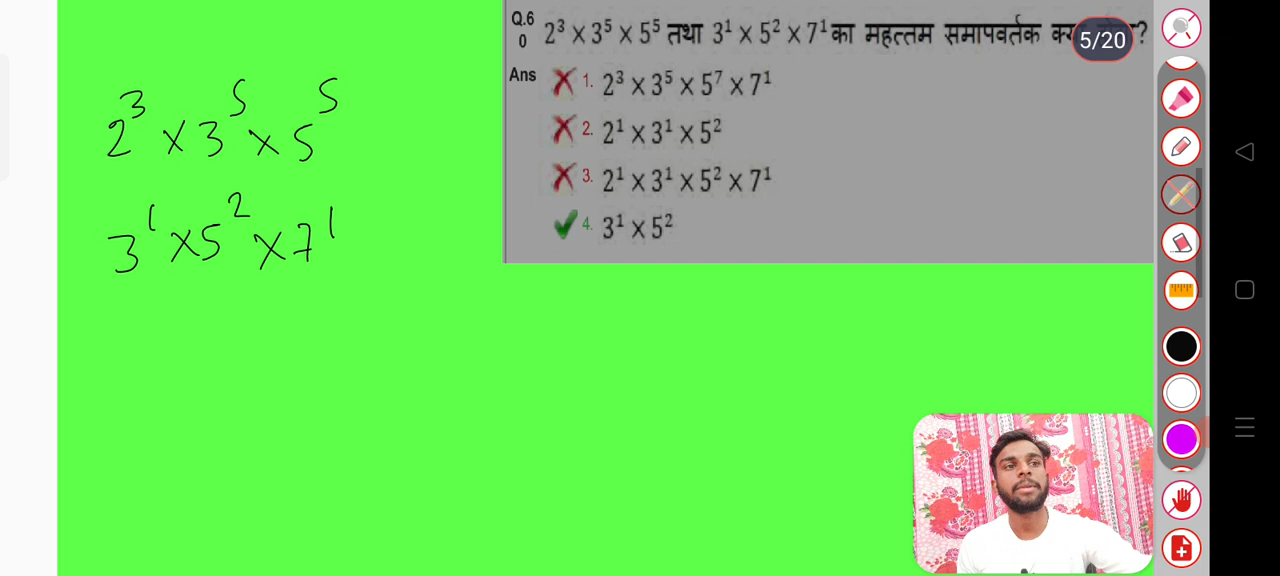 2³ × 3⁵ × 5⁵
3¹ × 5² × 7¹
Q.60 2³ × 3⁵ × 5⁵ तथा 3¹ × 5² × 7¹ का महत्तम समापवर्तक ?
5/20
Ans 1. 2³ × 3⁵ × 5⁷ × 7¹
2. 2¹ × 3¹ × 5²
3. 2¹ × 3¹ × 5² × 7¹
4. 3¹ × 5²